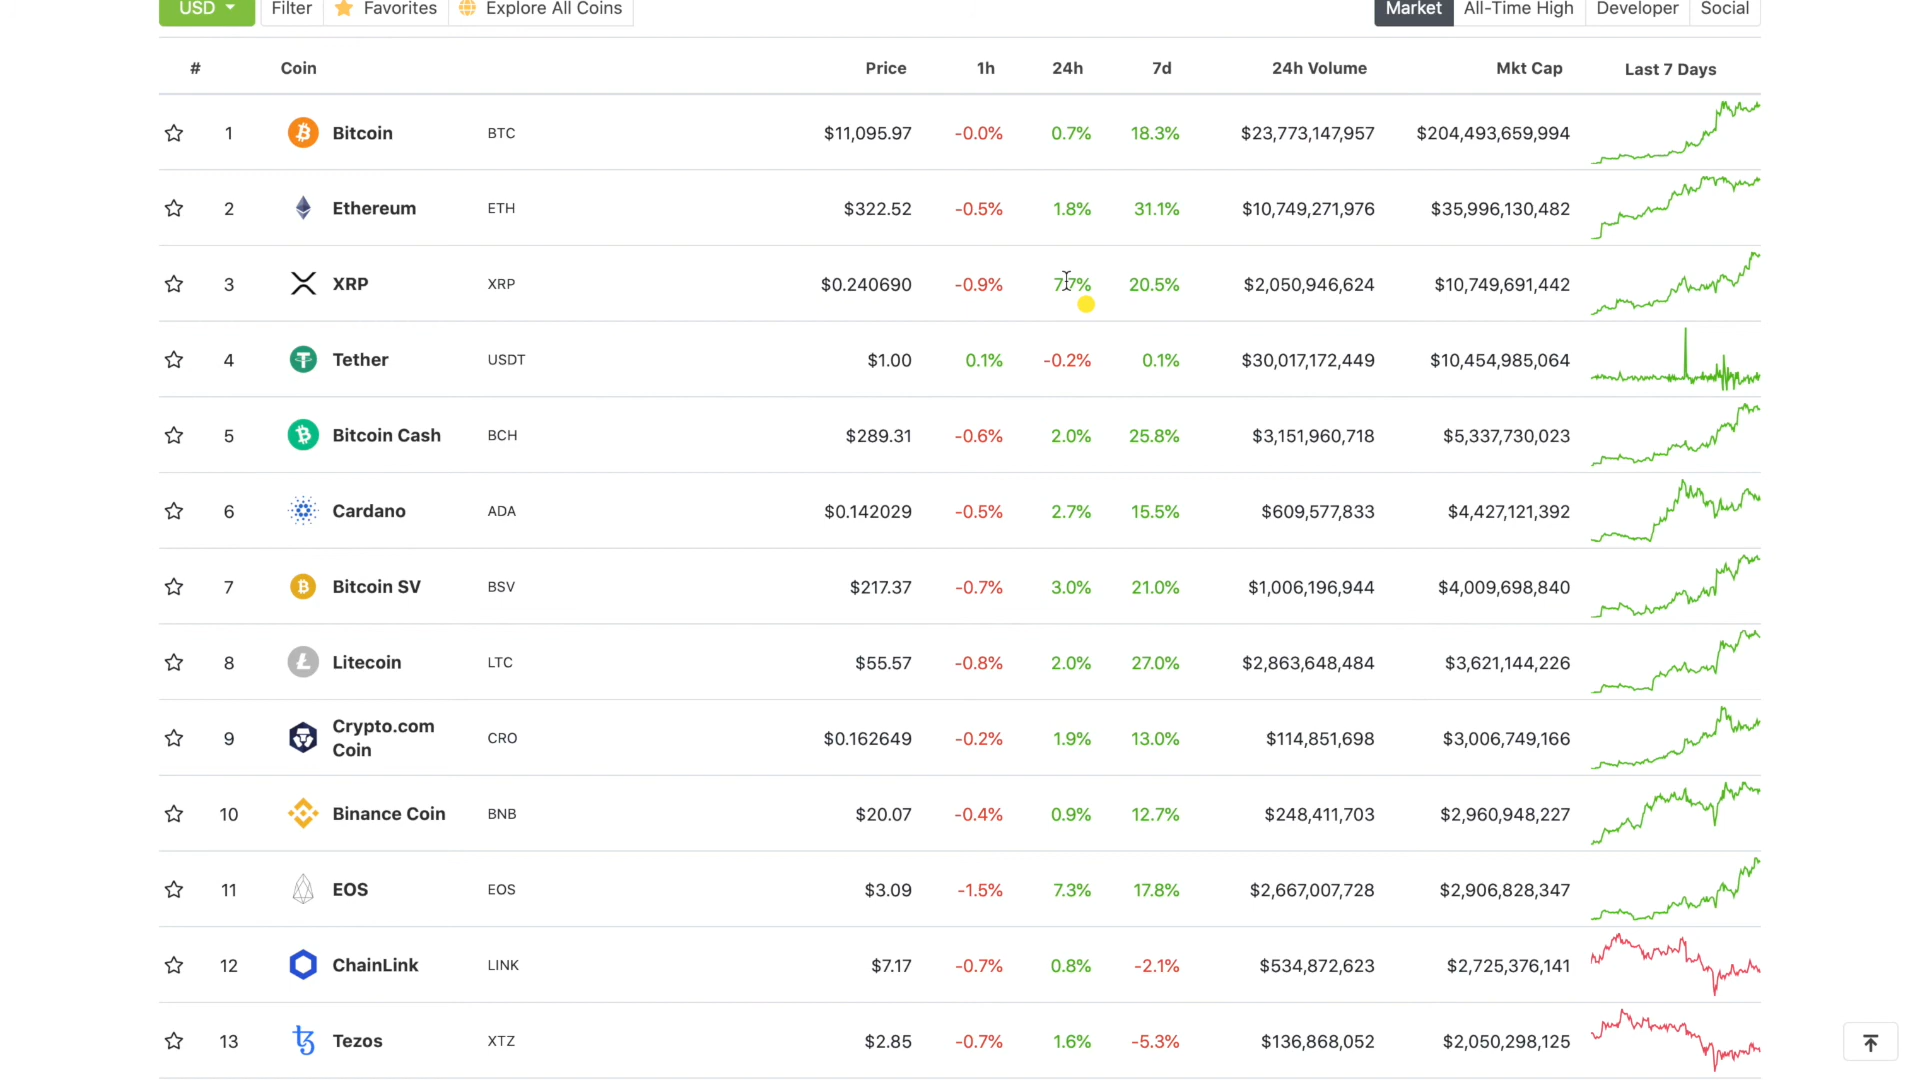 USD Filter Favorites Explore All Coins Market All-Time High Developer Social
# Coin Price 1h 24h 7d 24h Volume Mkt Cap Last 7 Days
1 Bitcoin BTC $11,095.97 -0.0% 0.7% 18.3% $23,773,147,957 $204,493,659,994
2 Ethereum ETH $322.52 -0.5% 1.8% 31.1% $10,749,271,976 $35,996,130,482
3 XRP XRP $0.240690 -0.9% 7.7% 20.5% $2,050,946,624 $10,749,691,442
4 Tether USDT $1.00 0.1% -0.2% 0.1% $30,017,172,449 $10,454,985,064
5 Bitcoin Cash BCH $289.31 -0.6% 2.0% 25.8% $3,151,960,718 $5,337,730,023
6 Cardano ADA $0.142029 -0.5% 2.7% 15.5% $609,577,833 $4,427,121,392
7 Bitcoin SV BSV $217.37 -0.7% 3.0% 21.0% $1,006,196,944 $4,009,698,840
8 Litecoin LTC $55.57 -0.8% 2.0% 27.0% $2,863,648,484 $3,621,144,226
9 Crypto.com Coin CRO $0.162649 -0.2% 1.9% 13.0% $114,851,698 $3,006,749,166
10 Binance Coin BNB $20.07 -0.4% 0.9% 12.7% $248,411,703 $2,960,948,227
11 EOS EOS $3.09 -1.5% 7.3% 17.8% $2,667,007,728 $2,906,828,347
12 ChainLink LINK $7.17 -0.7% 0.8% -2.1% $534,872,623 $2,725,376,141
13 Tezos XTZ $2.85 -0.7% 1.6% -5.3% $136,868,052 $2,050,298,125